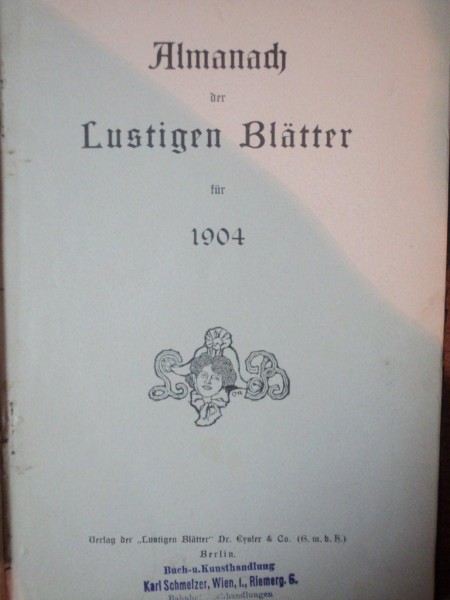 Almanach
der
Lustigen Blätter
für
1904
L B
Verlag der „Lustigen Blätter" Dr. Eysler & Co. (G. m. b. H.)
Berlin.
Buch-u. Kunsthandlung
Karl Schmelzer, Wien, I., Riemerg. 6.